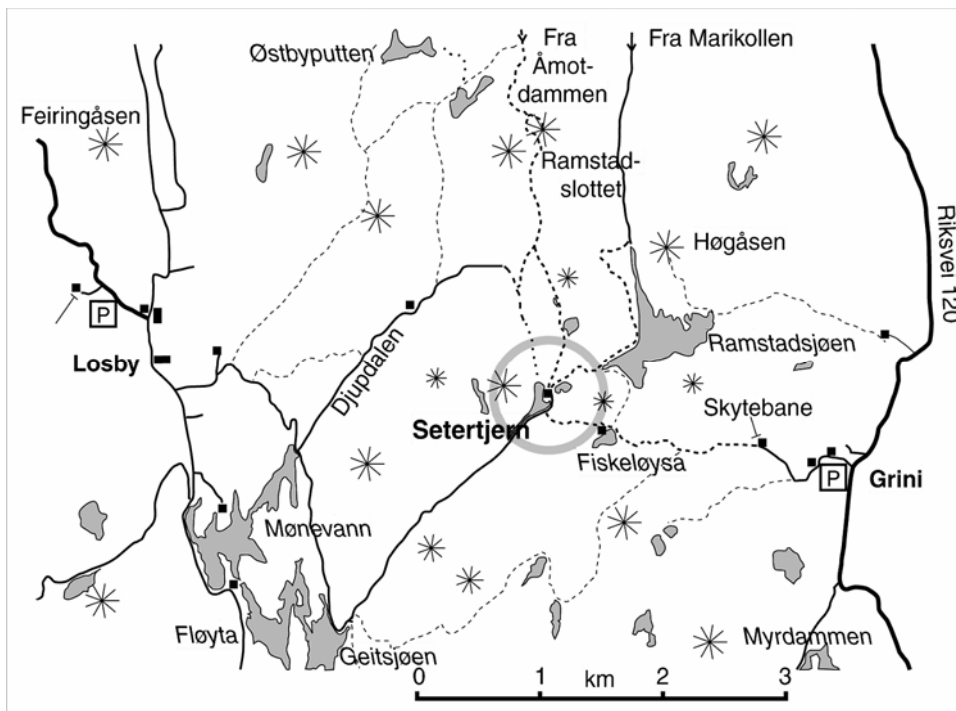 Østbyputten
Fra
Åmot-
dammen
Fra Marikollen
Feiringåsen
Ramstad-
slottet
Høgåsen
Riksvei 120
P
Losby
Djupdalen
Ramstadsjøen
Setertjern
Skytebane
Fiskeløysa
P
Grini
Mønevann
Fløyta
Geitsjøen
Myrdammen
0 1 2 3
km